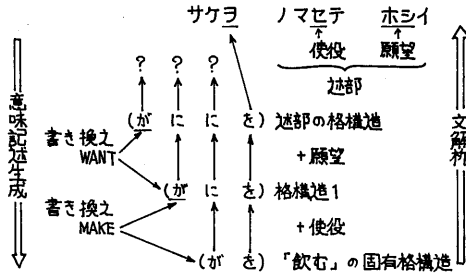 サケヲ ノマセテ ホシイ
使役 願望
述部
? ? ?
(が に に を) 述部の格構造
書き換え
WANT
+願望
(が に を) 格構造1
書き換え
MAKE
+使役
(が を) 「飲む」の固有格構造
意味記述生成
文解析